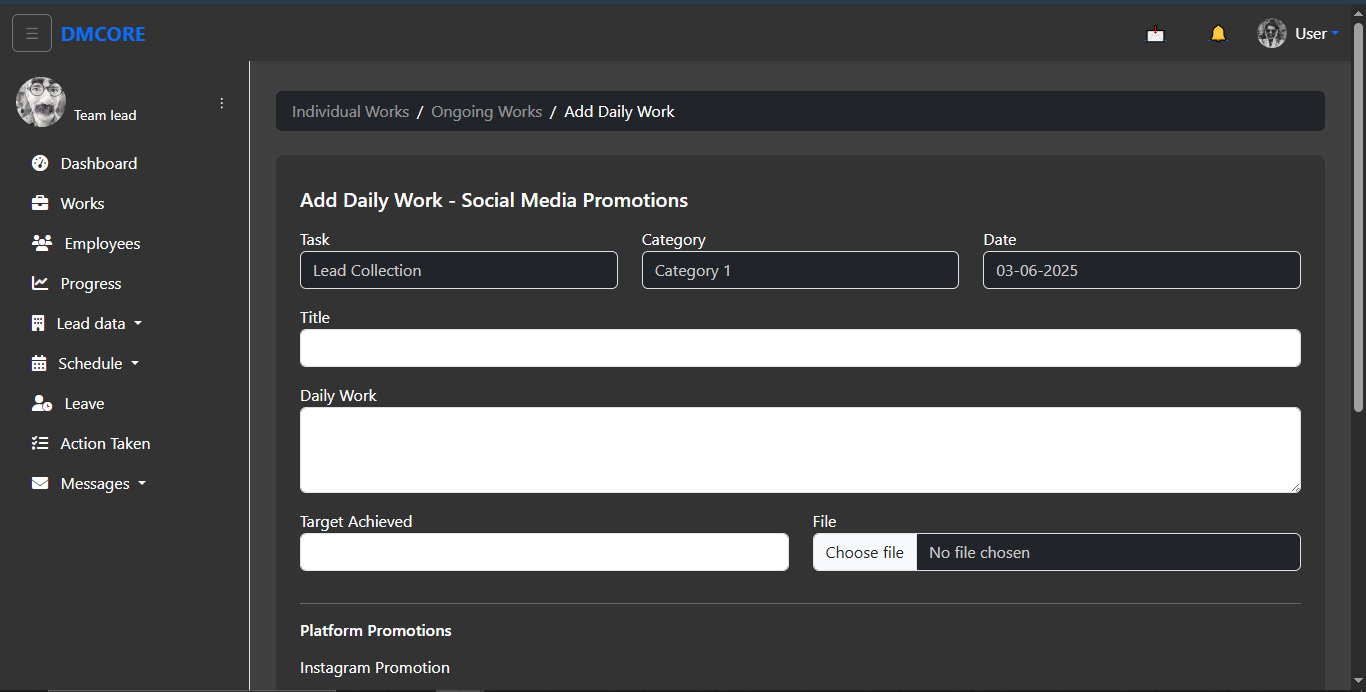 ☰ DMCORE
User
Team lead
Dashboard
Works
Employees
Progress
Lead data
Schedule
Leave
Action Taken
Messages
Individual Works / Ongoing Works / Add Daily Work
Add Daily Work - Social Media Promotions
Task Category Date
Lead Collection Category 1 03-06-2025
Title
Daily Work
Target Achieved File
Choose file No file chosen
Platform Promotions
Instagram Promotion